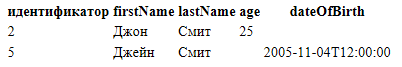 идентификатор firstName lastName age dateOfBirth
2 Джон Смит 25
5 Джейн Смит 2005-11-04T12:00:00